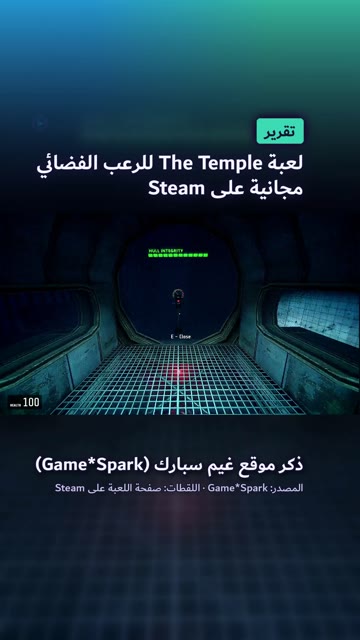 تقرير
لعبة The Temple للرعب الفضائي
مجانية على Steam
HULL INTEGRITY
E - Close
HEALTH 100
ذكر موقع غيم سبارك (Game*Spark)
المصدر: Game*Spark · اللقطات: صفحة اللعبة على Steam